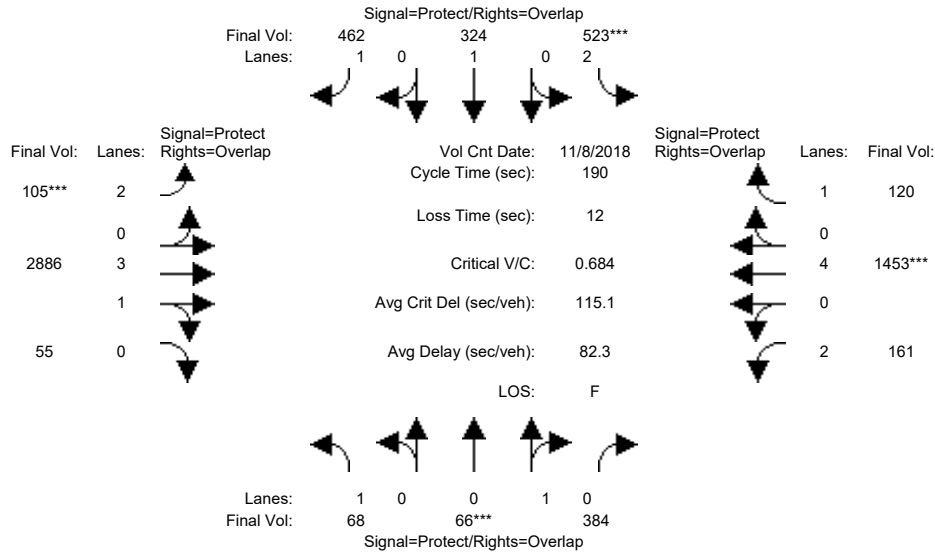 Signal=Protect/Rights=Overlap
Final Vol: 462 324 523***
Lanes: 1 0 1 0 2
Signal=Protect Signal=Protect
Final Vol: Lanes: Rights=Overlap Vol Cnt Date: 11/8/2018 Rights=Overlap Lanes: Final Vol:
Cycle Time (sec): 190
105*** 2 1 120
Loss Time (sec): 12
0 0
2886 3 Critical V/C: 0.684 4 1453***
1 Avg Crit Del (sec/veh): 115.1 0
55 0 Avg Delay (sec/veh): 82.3 2 161
LOS: F
Lanes: 1 0 0 1 0
Final Vol: 68 66*** 384
Signal=Protect/Rights=Overlap